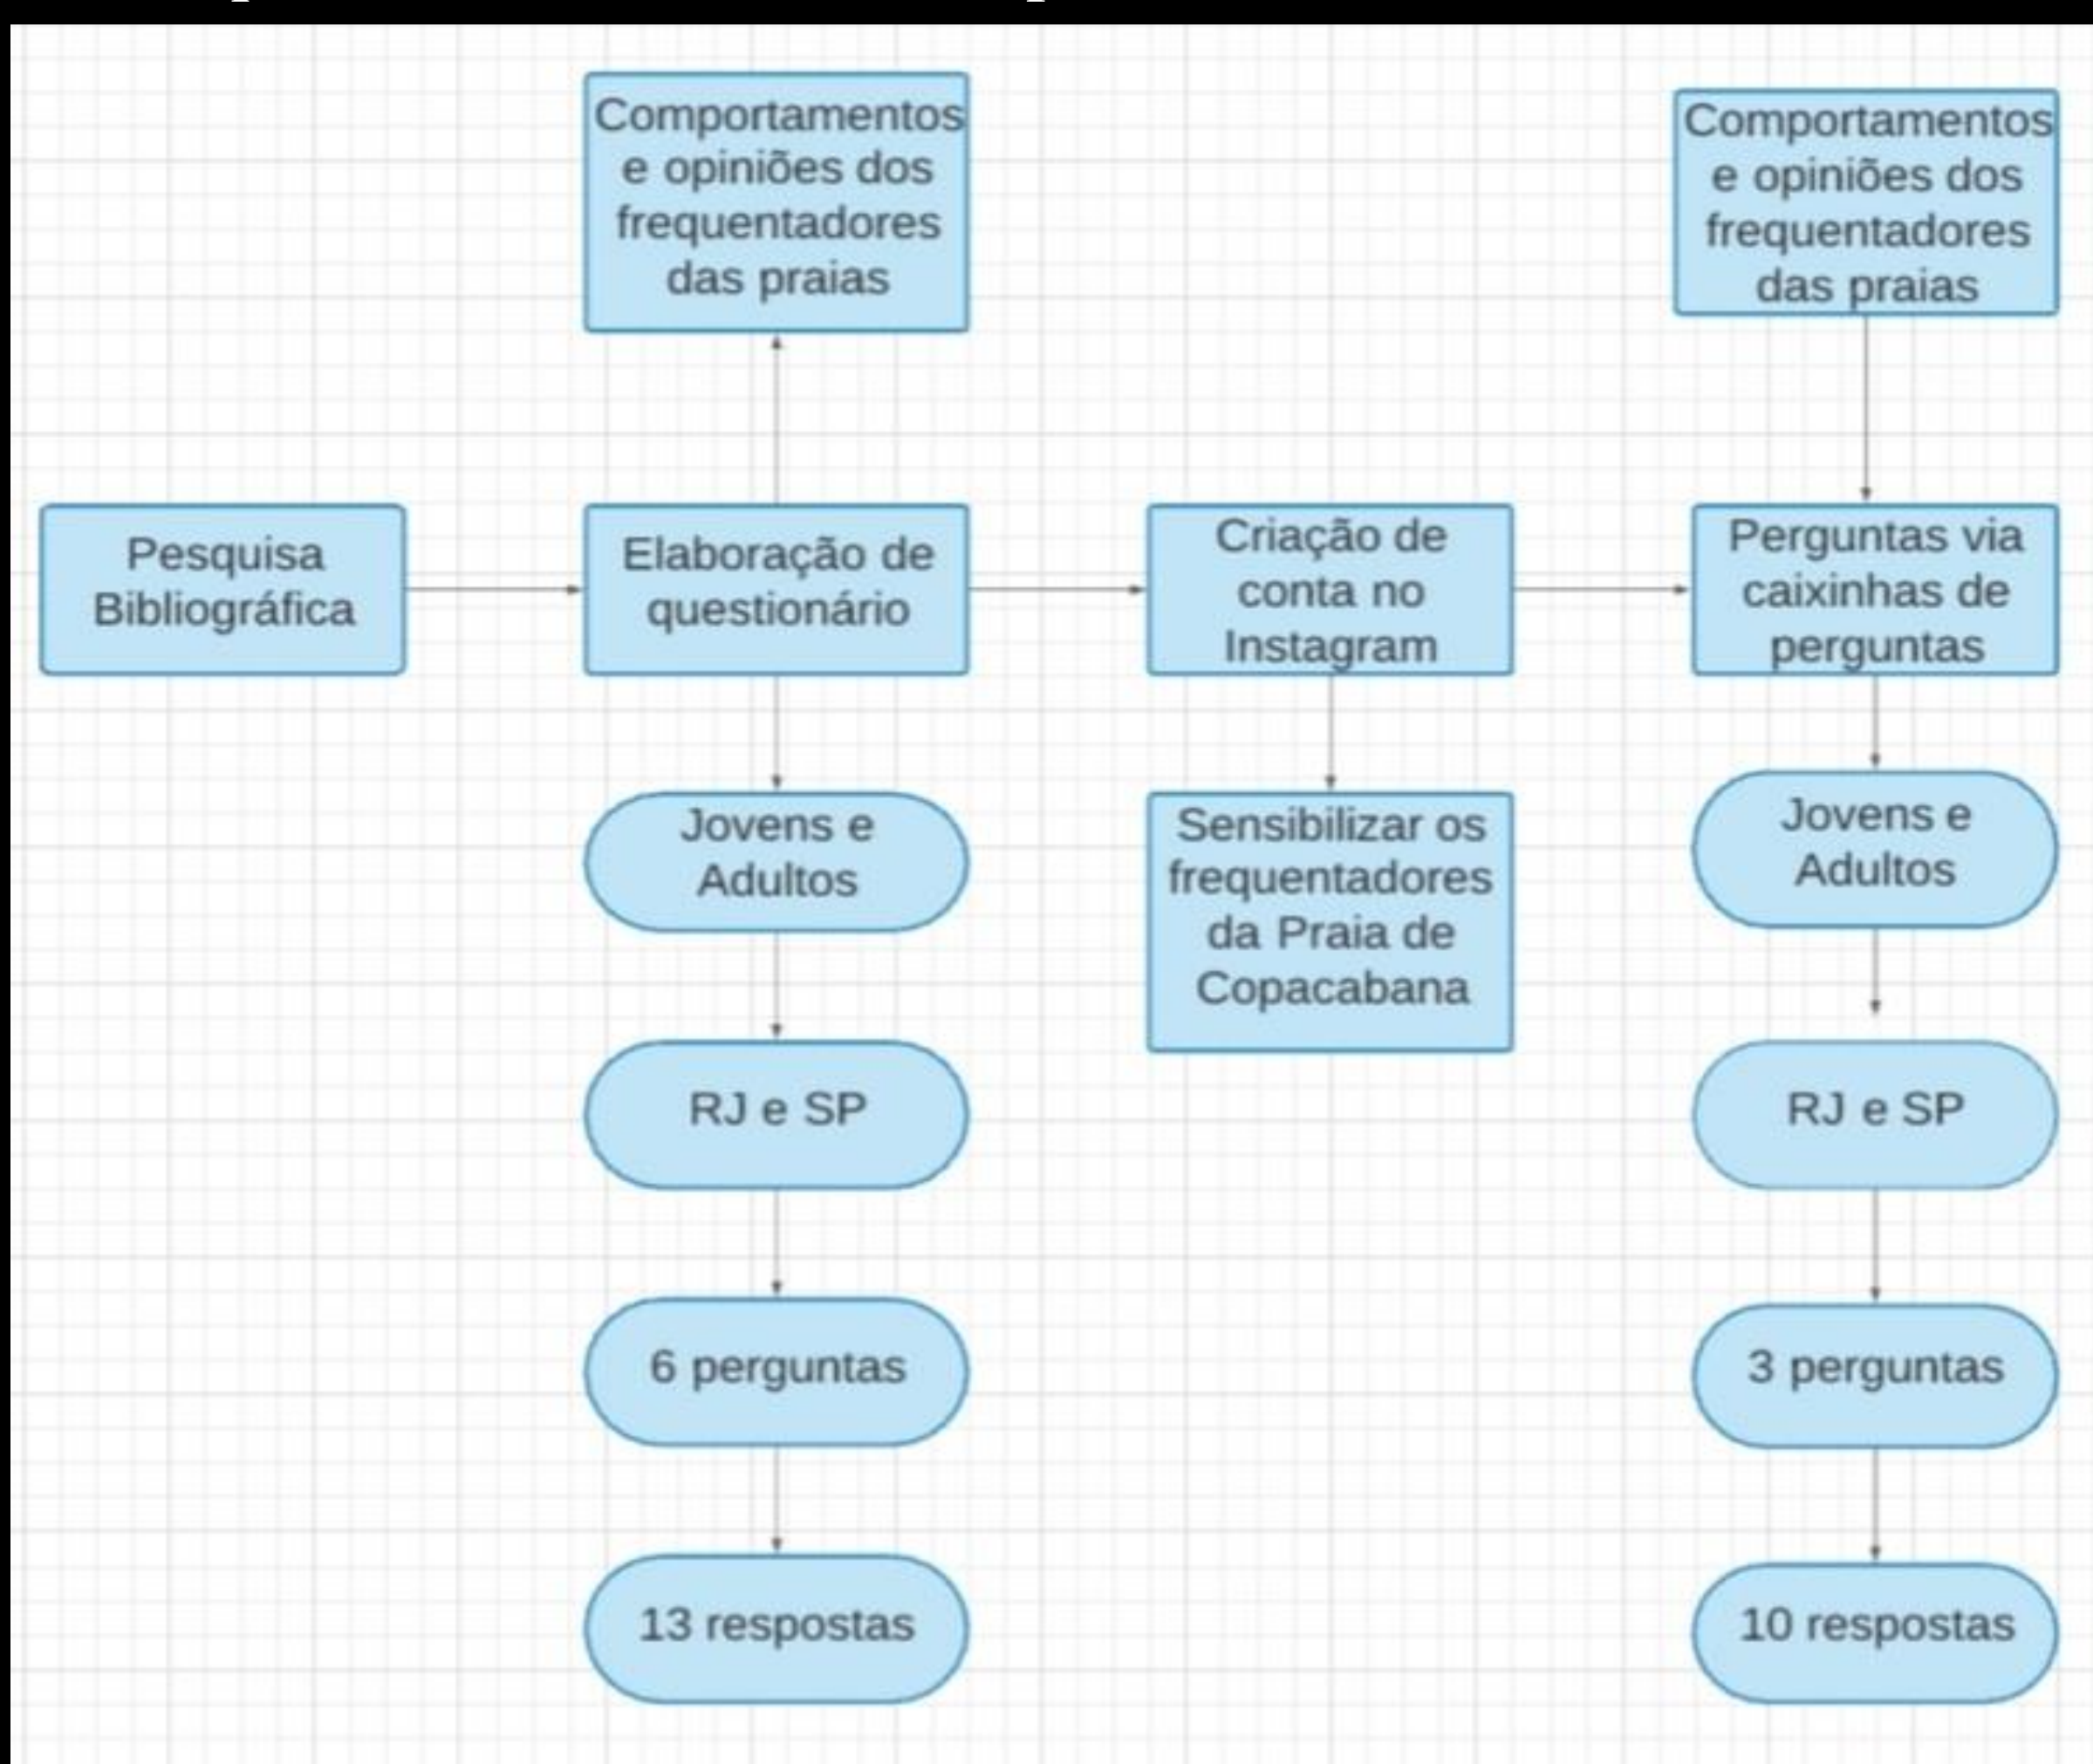 Comportamentos
e opiniões dos
frequentadores
das praias
Comportamentos
e opiniões dos
frequentadores
das praias
Pesquisa
Bibliográfica
Elaboração de
questionário
Criação de
conta no
Instagram
Perguntas via
caixinhas de
perguntas
Jovens e
Adultos
Sensibilizar os
frequentadores
da Praia de
Copacabana
Jovens e
Adultos
RJ e SP
RJ e SP
6 perguntas
3 perguntas
13 respostas
10 respostas